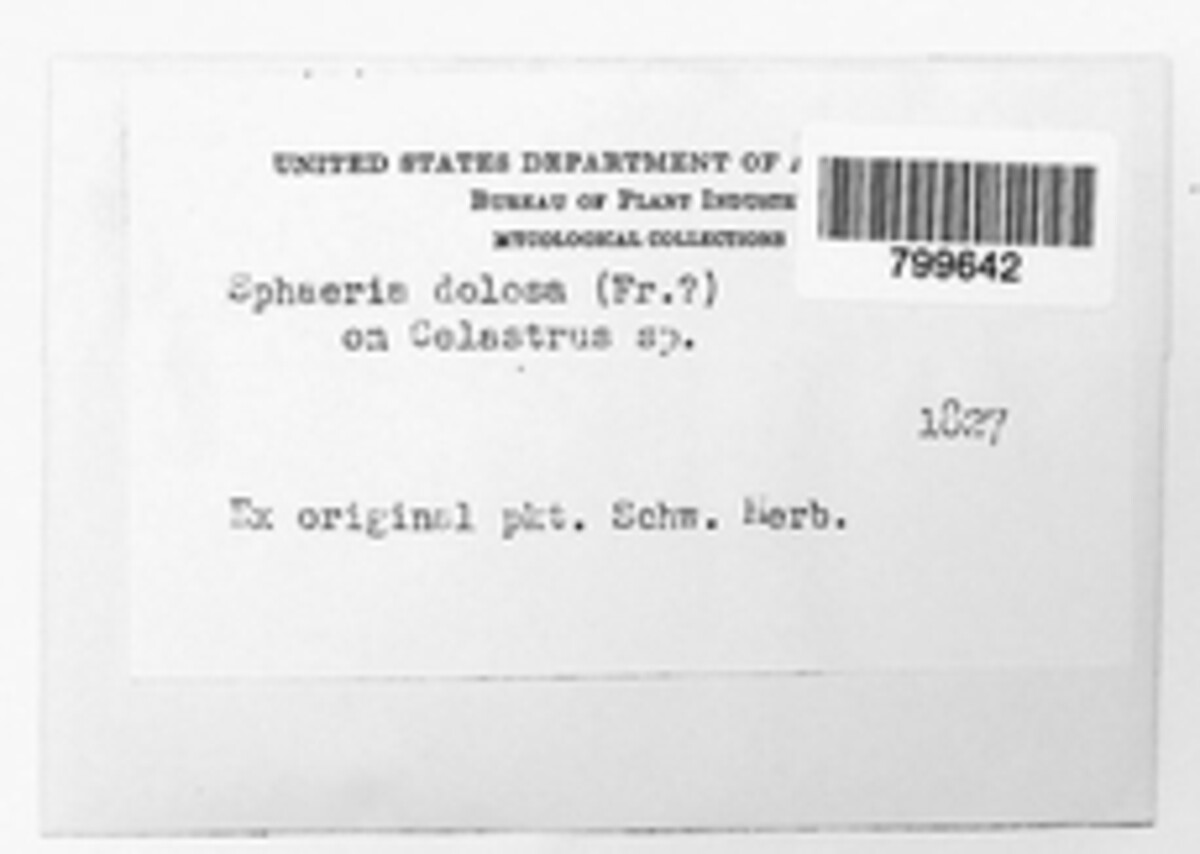 UNITED STATES DEPARTMENT OF
BUREAU OF PLANT INDUSTR
MYCOLOGICAL COLLECTIONS
799642
Sphaeria dolosa (Fr.?)
on Celastrus sp.
1827
Ex original pkt. Schw. Herb.